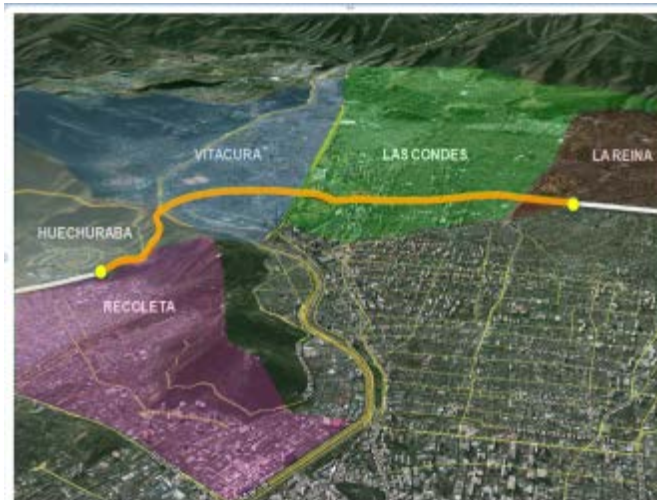 VITACURA
LAS CONDES
LA REINA
HUECHURABA
RECOLETA